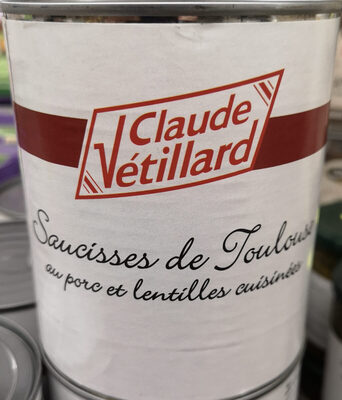 Claude
Vétillard
Saucisses de Toulouse
au porc et lentilles cuisinées